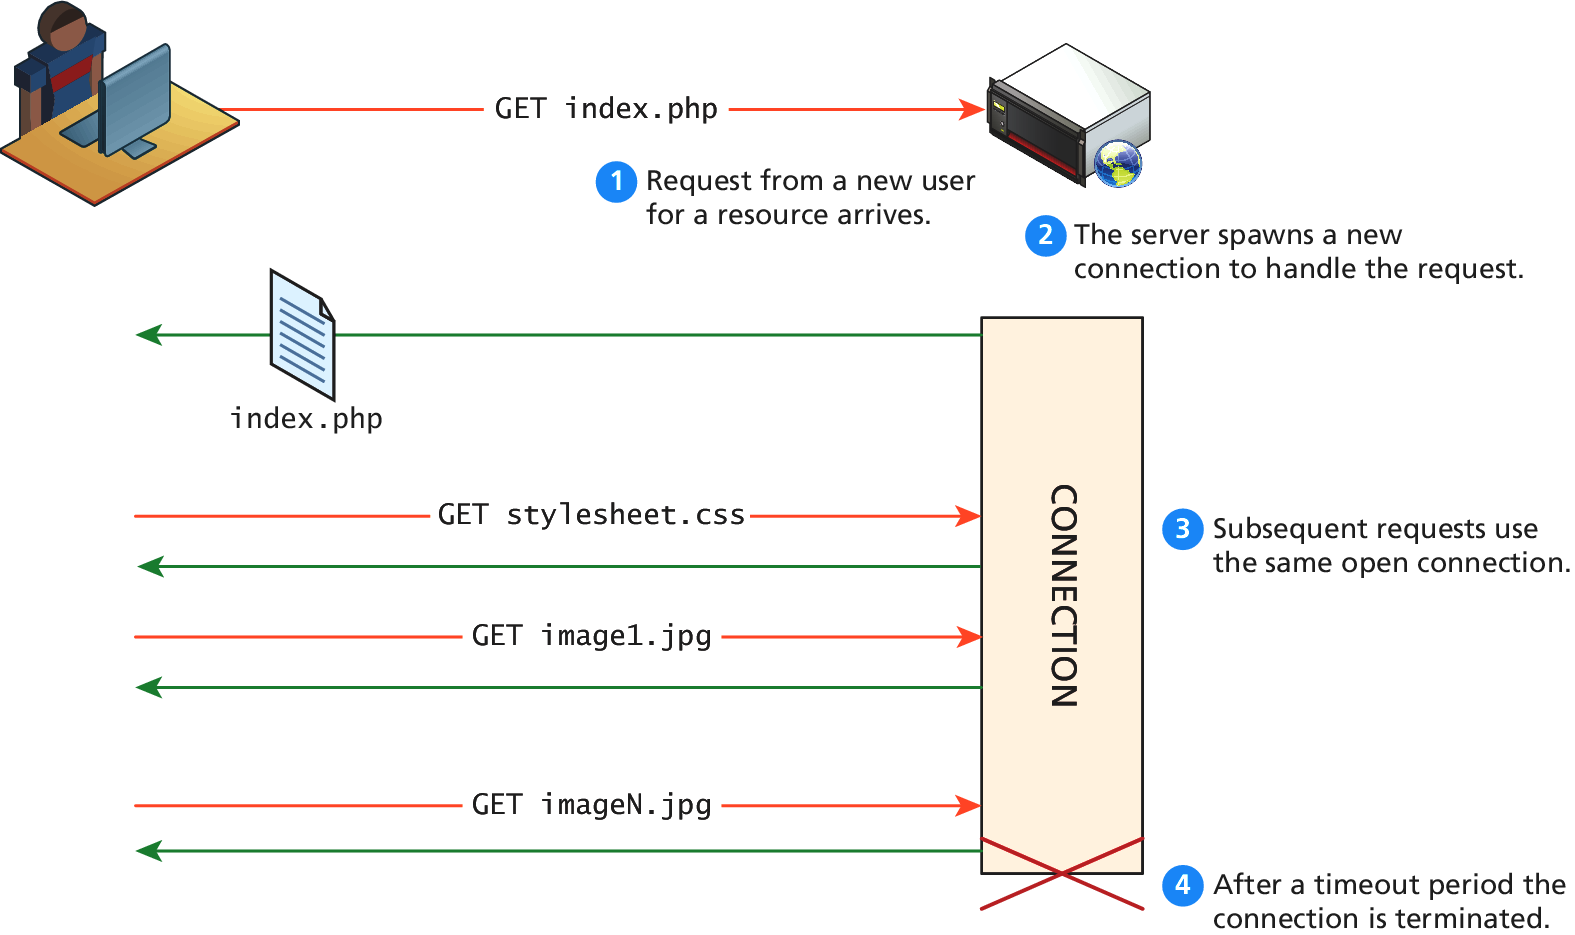 GET index.php
1 Request from a new user
for a resource arrives.
2 The server spawns a new
connection to handle the request.
index.php
GET stylesheet.css
CONNECTION
3 Subsequent requests use
the same open connection.
GET image1.jpg
GET imageN.jpg
4 After a timeout period the
connection is terminated.